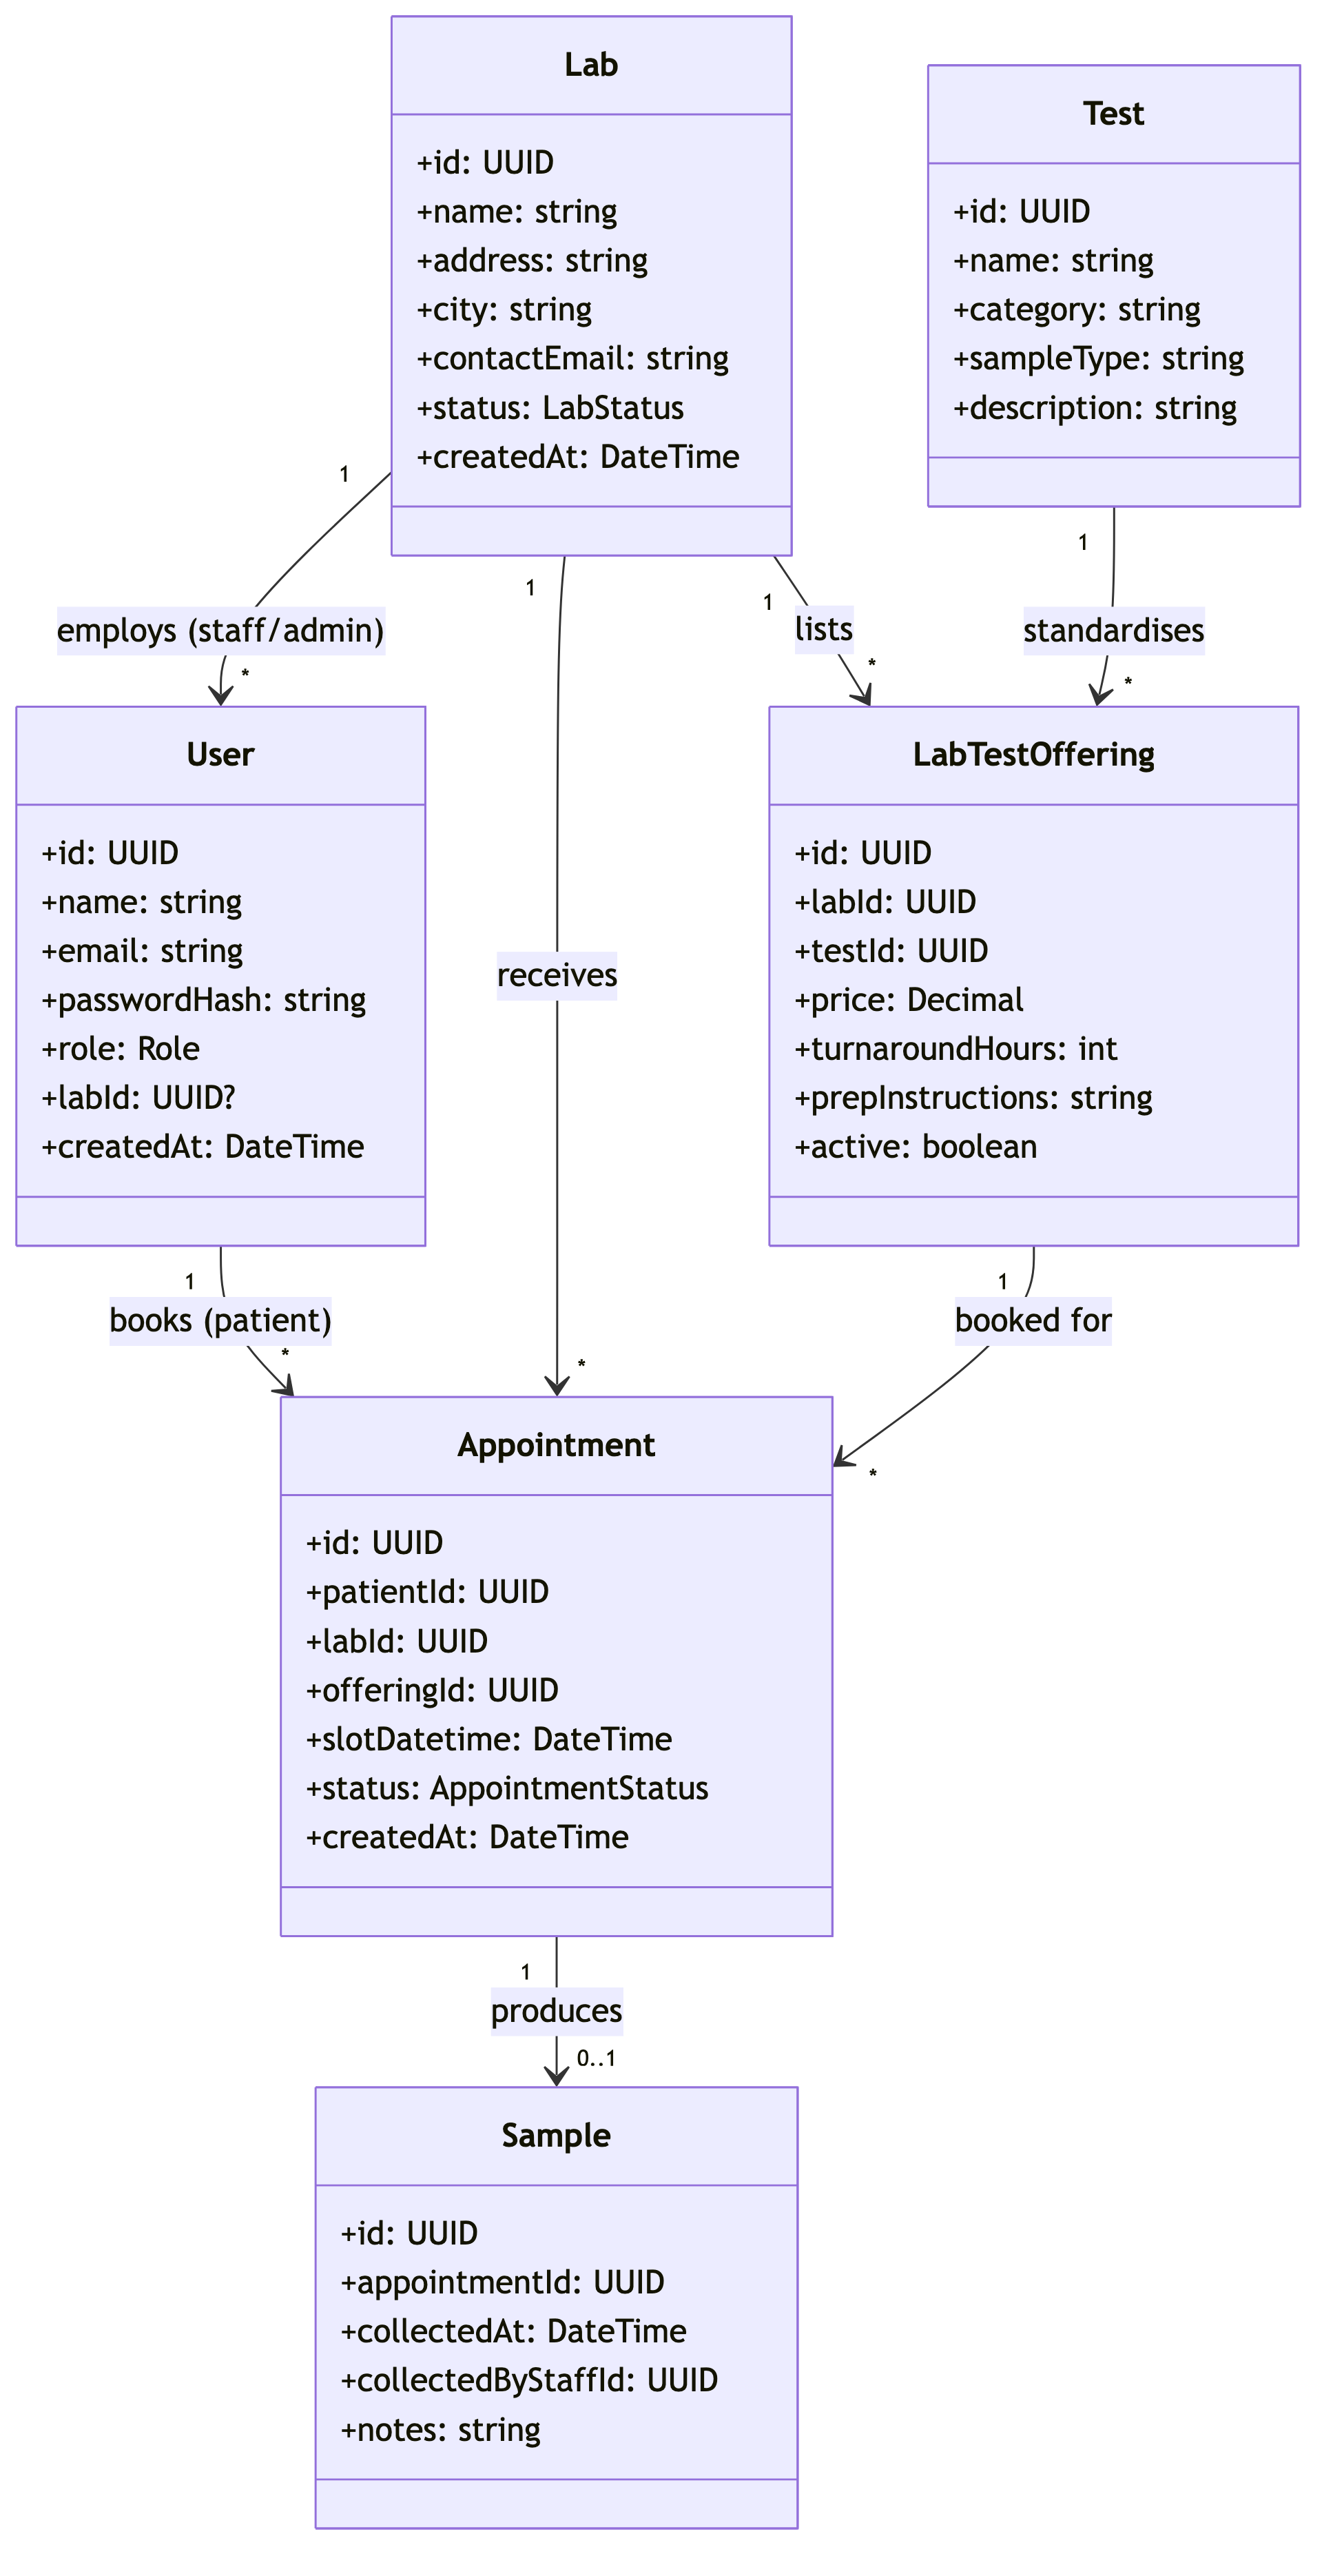 Lab
+id: UUID
+name: string
+address: string
+city: string
+contactEmail: string
+status: LabStatus
+createdAt: DateTime
Test
+id: UUID
+name: string
+category: string
+sampleType: string
+description: string
1
employs (staff/admin)
*
1
receives
*
1
lists
*
1
standardises
*
User
+id: UUID
+name: string
+email: string
+passwordHash: string
+role: Role
+labId: UUID?
+createdAt: DateTime
LabTestOffering
+id: UUID
+labId: UUID
+testId: UUID
+price: Decimal
+turnaroundHours: int
+prepInstructions: string
+active: boolean
1
books (patient)
*
1
booked for
*
Appointment
+id: UUID
+patientId: UUID
+labId: UUID
+offeringId: UUID
+slotDatetime: DateTime
+status: AppointmentStatus
+createdAt: DateTime
1
produces
0..1
Sample
+id: UUID
+appointmentId: UUID
+collectedAt: DateTime
+collectedByStaffId: UUID
+notes: string